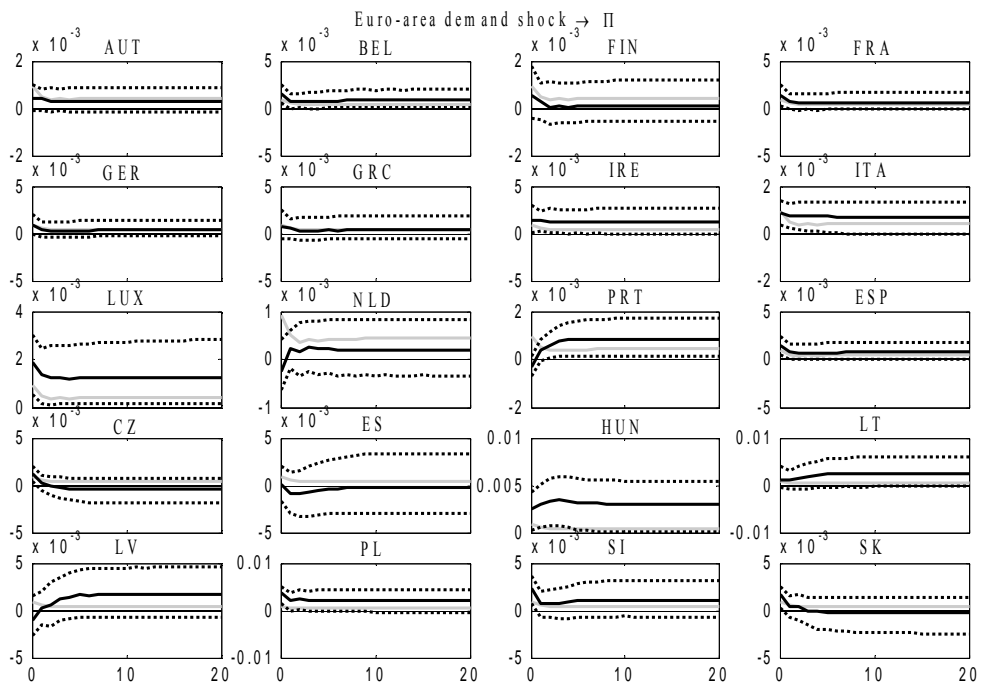 Euro-area demand shock → Π
x 10⁻³ AUT x 10⁻³ BEL x 10⁻³ FIN x 10⁻³ FRA
2 5 2 5
0 0 0 0
-2 -5 -2 -5
x 10⁻³ GER x 10⁻³ GRC x 10⁻³ IRE x 10⁻³ ITA
5 5 5 2
0 0 0 0
-5 -5 -5 -2
x 10⁻³ LUX x 10⁻³ NLD x 10⁻³ PRT x 10⁻³ ESP
4 1 2 5
2 0 0 0
0 -1 -2 -5
x 10⁻³ CZ x 10⁻³ ES HUN LT
5 5 0.01 0.01
0 0 0.005 0
-5 -5 0 -0.01
x 10⁻³ LV PL x 10⁻³ SI x 10⁻³ SK
5 0.01 5 5
0 0 0 0
-5 -0.01 -5 -5
0 10 20 0 10 20 0 10 20 0 10 20